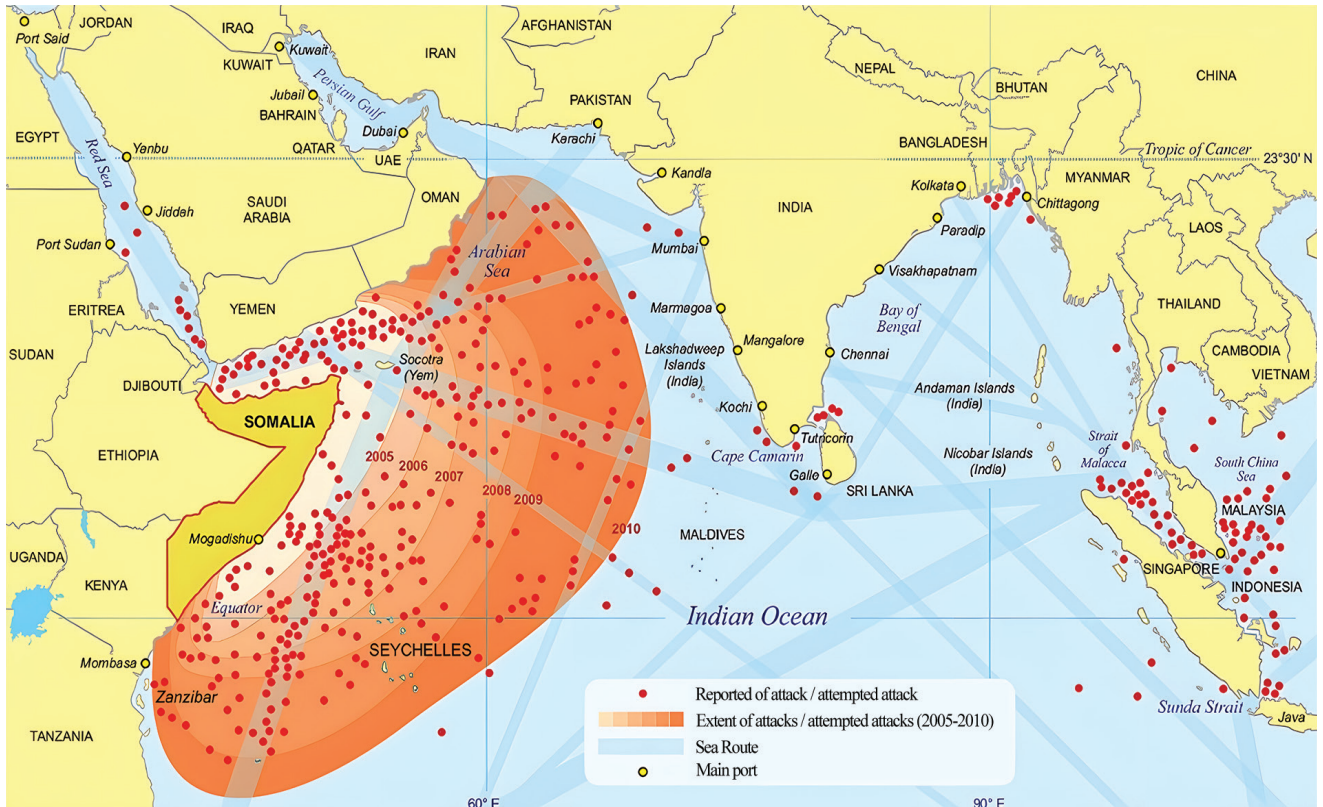 JORDAN
Port Said
IRAQ
Kuwait
KUWAIT
IRAN
AFGHANISTAN
NEPAL
BHUTAN
CHINA
Jubail
BAHRAIN
Persian Gulf
PAKISTAN
EGYPT
Yanbu
Red Sea
QATAR
Dubai
UAE
Karachi
BANGLADESH
Tropic of Cancer
23°30' N
Jiddah
SAUDI
ARABIA
OMAN
Kandla
INDIA
Kolkata
MYANMAR
Chittagong
Port Sudan
Arabian
Sea
Mumbai
Paradip
LAOS
ERITREA
YEMEN
Visakhapatnam
THAILAND
Marmagoa
Bay of
Bengal
SUDAN
DJIBOUTI
Socotra
(Yem)
Lakshadweep
Islands
(India)
Mangalore
Chennai
CAMBODIA
VIETNAM
Andaman Islands
(India)
SOMALIA
Kochi
Tutricorin
ETHIOPIA
2005
2006
2007
2008
2009
2010
Cape Camarin
Galle
SRI LANKA
Nicobar Islands
(India)
Strait
of
Malacca
South China
Sea
MALAYSIA
Mogadishu
MALDIVES
SINGAPORE
INDONESIA
UGANDA
KENYA
Equator
Indian Ocean
Mombasa
Zanzibar
SEYCHELLES
TANZANIA
Sunda Strait
Java
Reported of attack / attempted attack
Extent of attacks / attempted attacks (2005-2010)
Sea Route
Main port
60° E
90° E